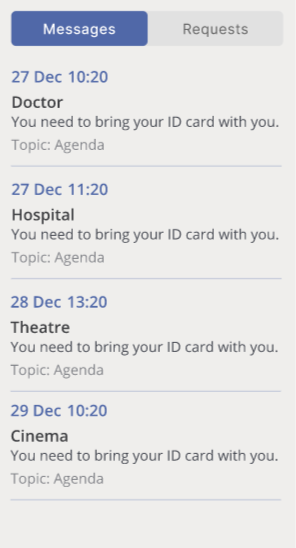 Messages Requests
27 Dec 10:20
Doctor
You need to bring your ID card with you.
Topic: Agenda
27 Dec 11:20
Hospital
You need to bring your ID card with you.
Topic: Agenda
28 Dec 13:20
Theatre
You need to bring your ID card with you.
Topic: Agenda
29 Dec 10:20
Cinema
You need to bring your ID card with you.
Topic: Agenda